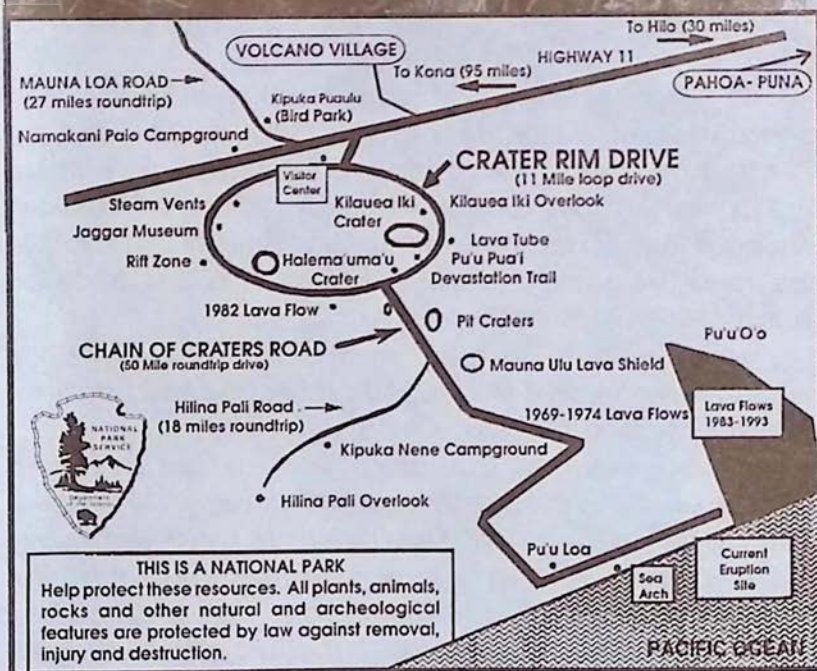 To Hilo (30 miles)
VOLCANO VILLAGE
HIGHWAY 11
To Kona (95 miles)
PAHOA- PUNA
MAUNA LOA ROAD
(27 miles roundtrip)
Kipuka Puaulu
(Bird Park)
Namakani Paio Campground
CRATER RIM DRIVE
(11 Mile loop drive)
Visitor
Center
Steam Vents
Kilauea Iki
Crater
Kilauea Iki Overlook
Jaggar Museum
Lava Tube
Rift Zone
Halema'uma'u
Crater
Pu'u Pua'i
Devastation Trail
1982 Lava Flow
Pit Craters
CHAIN OF CRATERS ROAD
(50 Mile roundtrip drive)
Pu'u O'o
Mauna Ulu Lava Shield
Hilina Pali Road
(18 miles roundtrip)
1969-1974 Lava Flows
Lava Flows
1983-1993
NATIONAL
PARK
SERVICE
Department
of the Interior
Kipuka Nene Campground
Hilina Pali Overlook
Pu'u Loa
Sea
Arch
Current
Eruption
Site
PACIFIC OCEAN
THIS IS A NATIONAL PARK
Help protect these resources. All plants, animals,
rocks and other natural and archeological
features are protected by law against removal,
injury and destruction.